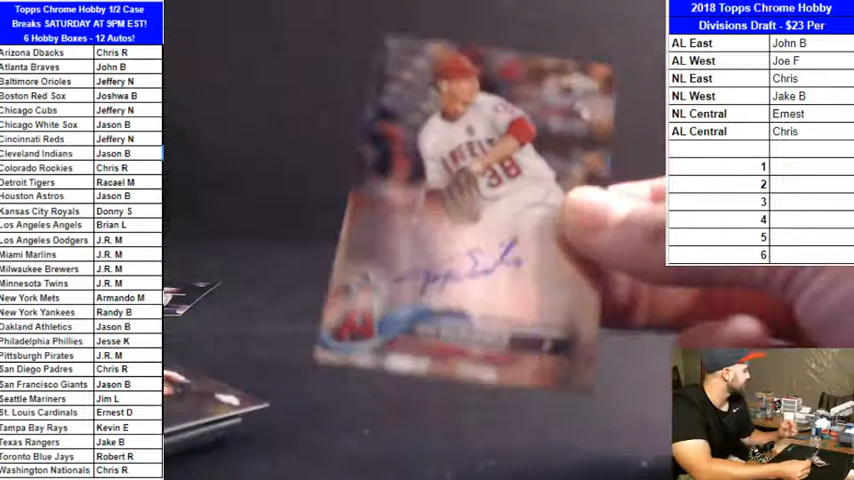 Topps Chrome Hobby 1/2 Case
Breaks SATURDAY AT 9PM EST!
6 Hobby Boxes - 12 Autos!
Arizona Dbacks Chris R
Atlanta Braves John B
Baltimore Orioles Jeffery N
Boston Red Sox Joshwa B
Chicago Cubs Jeffery N
Chicago White Sox Jason B
Cincinnati Reds Jeffery N
Cleveland Indians Jason B
Colorado Rockies Chris R
Detroit Tigers Racael M
Houston Astros Jason B
Kansas City Royals Donny S
Los Angeles Angels Brian L
Los Angeles Dodgers J.R. M
Miami Marlins J.R. M
Milwaukee Brewers J.R. M
Minnesota Twins J.R. M
New York Mets Armando M
New York Yankees Randy B
Oakland Athletics Jason B
Philadelphia Phillies Jesse K
Pittsburgh Pirates J.R. M
San Diego Padres Chris R
San Francisco Giants Jason B
Seattle Mariners Jim L
St. Louis Cardinals Ernest D
Tampa Bay Rays Kevin E
Texas Rangers Jake B
Toronto Blue Jays Robert R
Washington Nationals Chris R
ANGELS
98
2018 Topps Chrome Hobby
Divisions Draft - $23 Per
AL East John B
AL West Joe F
NL East Chris
NL West Jake B
NL Central Ernest
AL Central Chris
1
2
3
4
5
6